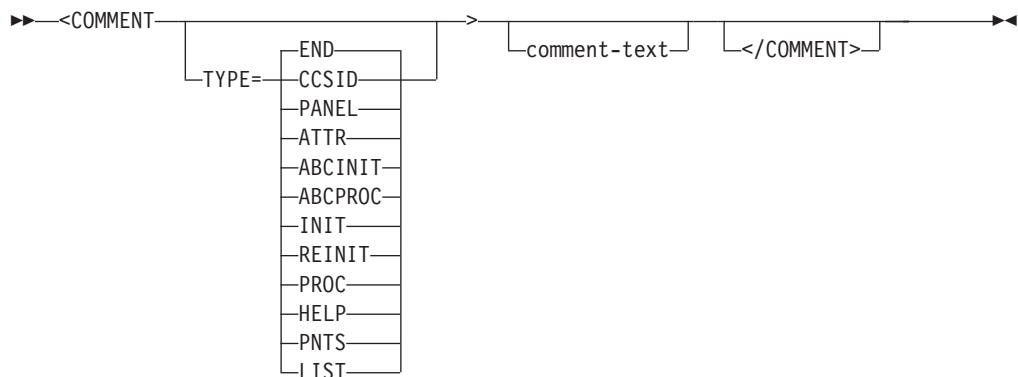 <COMMENT > comment-text </COMMENT>
TYPE= END
CCSID
PANEL
ATTR
ABCINIT
ABCPROC
INIT
REINIT
PROC
HELP
PNTS
LIST